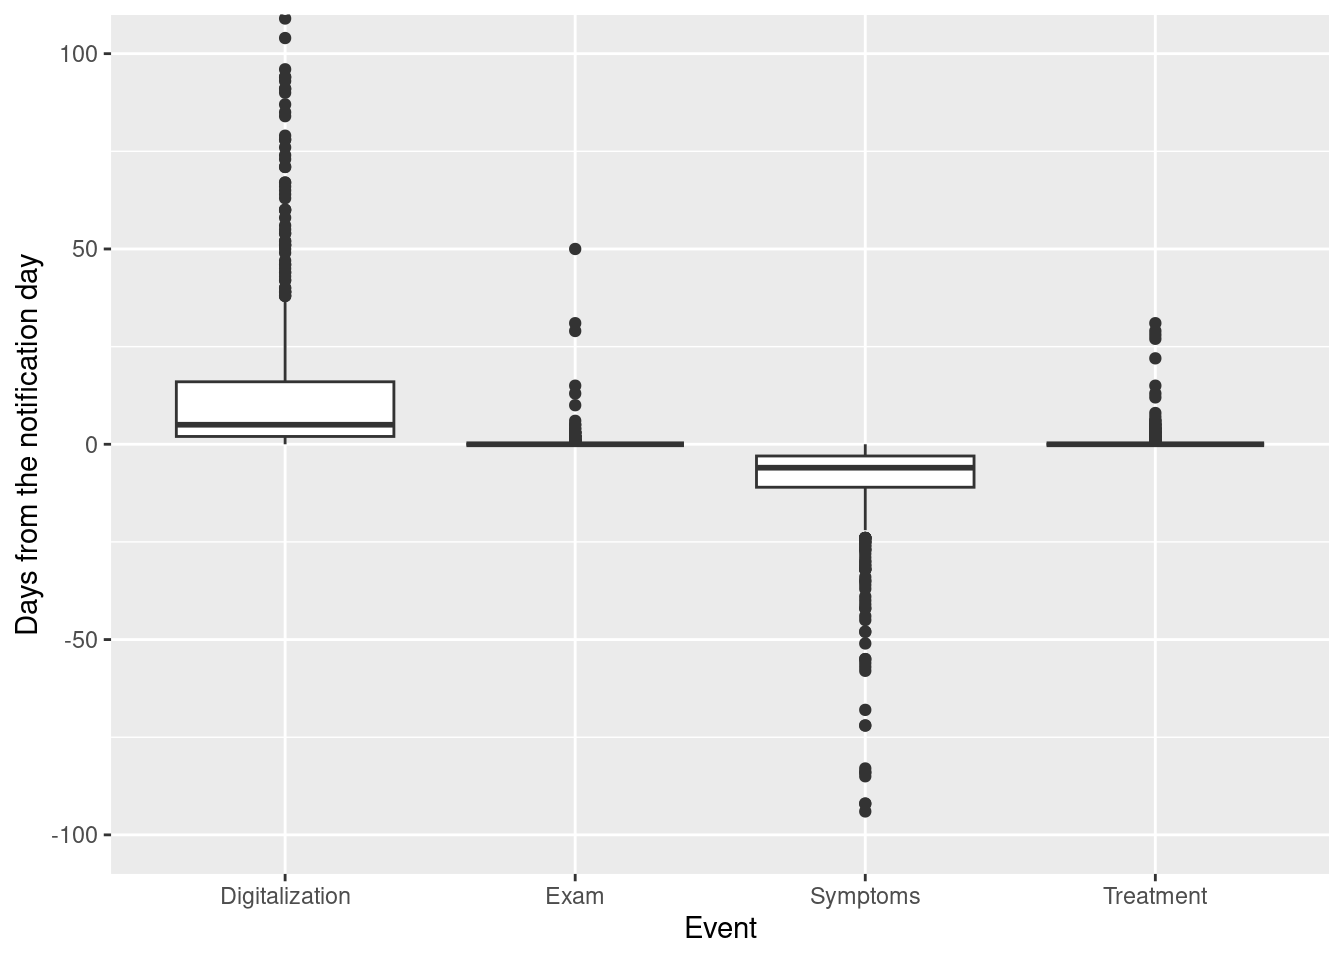 Days from the notification day
100
50
0
-50
-100
Digitalization Exam Symptoms Treatment
Event